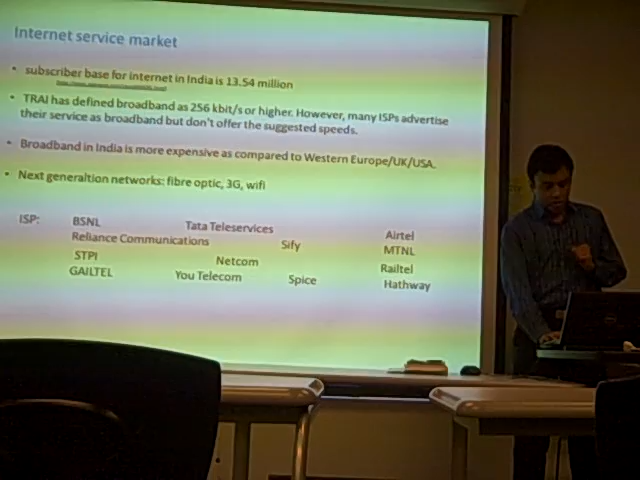 Internet service market
• subscriber base for internet in India is 13.54 million
• TRAI has defined broadband as 256 kbit/s or higher. However, many ISPs advertise
their service as broadband but don't offer the suggested speeds.
• Broadband in India is more expensive as compared to Western Europe/UK/USA.
• Next generaltion networks: fibre optic, 3G, wifi
ISP: BSNL Tata Teleservices Airtel
Reliance Communications Sify MTNL
STPI Netcom Railtel
GAILTEL You Telecom Spice Hathway